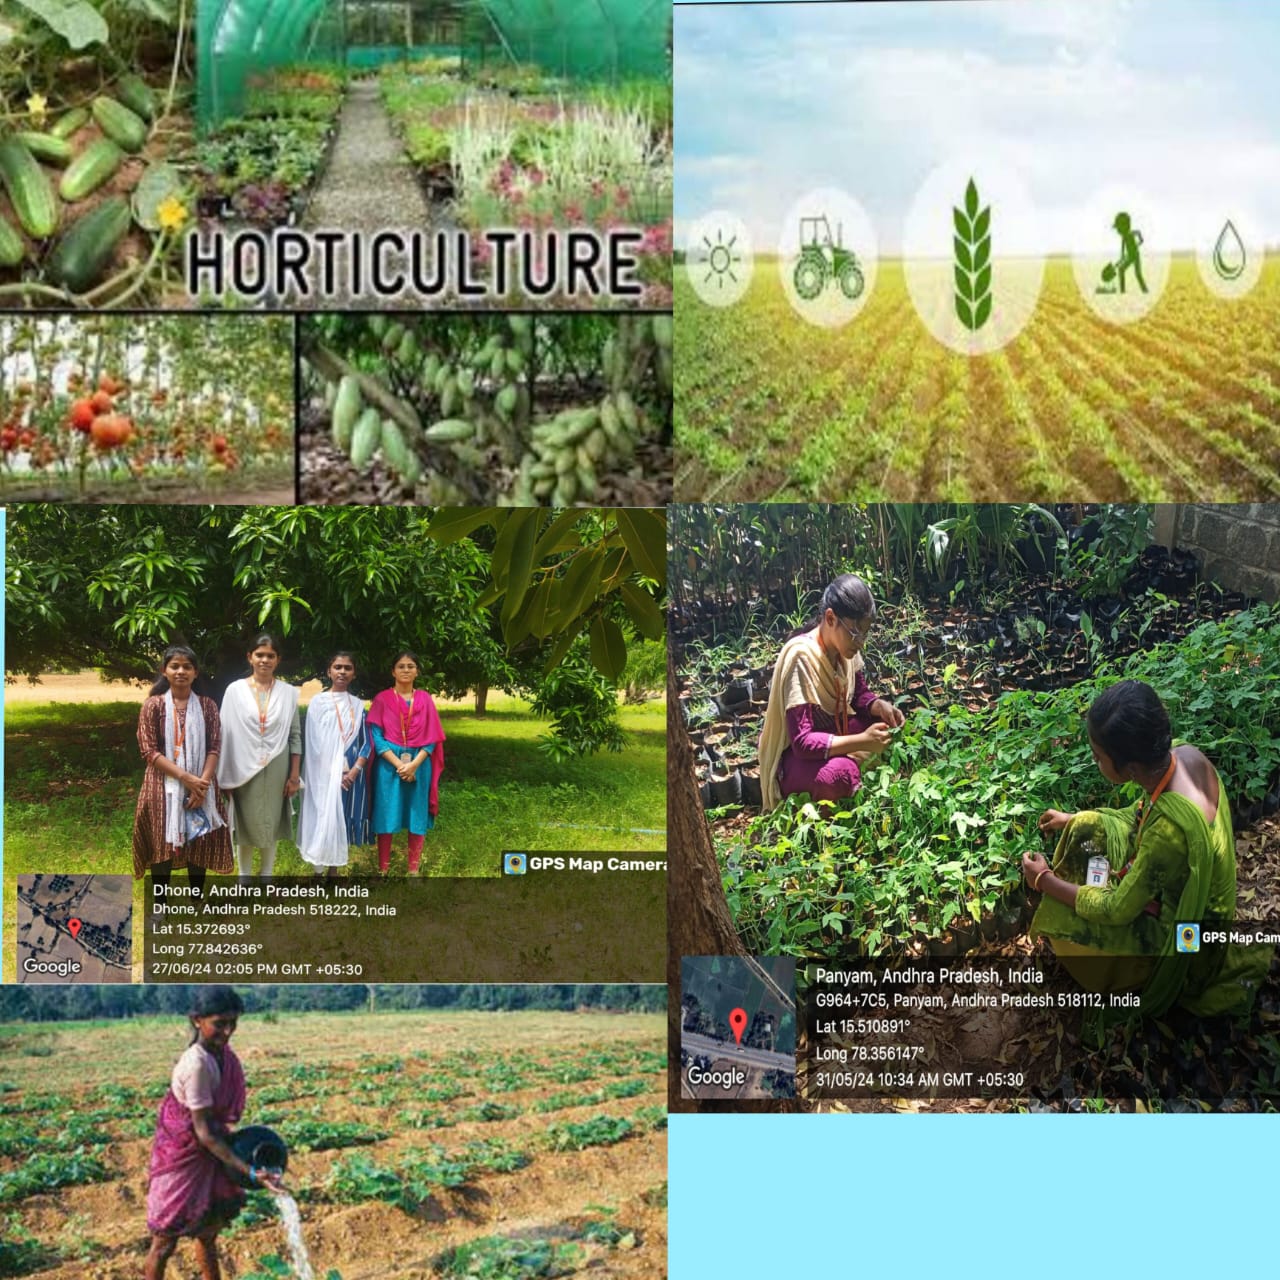 HORTICULTURE
GPS Map Camera
Dhone, Andhra Pradesh, India
Dhone, Andhra Pradesh 518222, India
Lat 15.372693°
Long 77.842636°
27/06/24 02:05 PM GMT +05:30
Google
GPS Map Cam
Panyam, Andhra Pradesh, India
G964+7C5, Panyam, Andhra Pradesh 518112, India
Lat 15.510891°
Long 78.356147°
31/05/24 10:34 AM GMT +05:30
Google